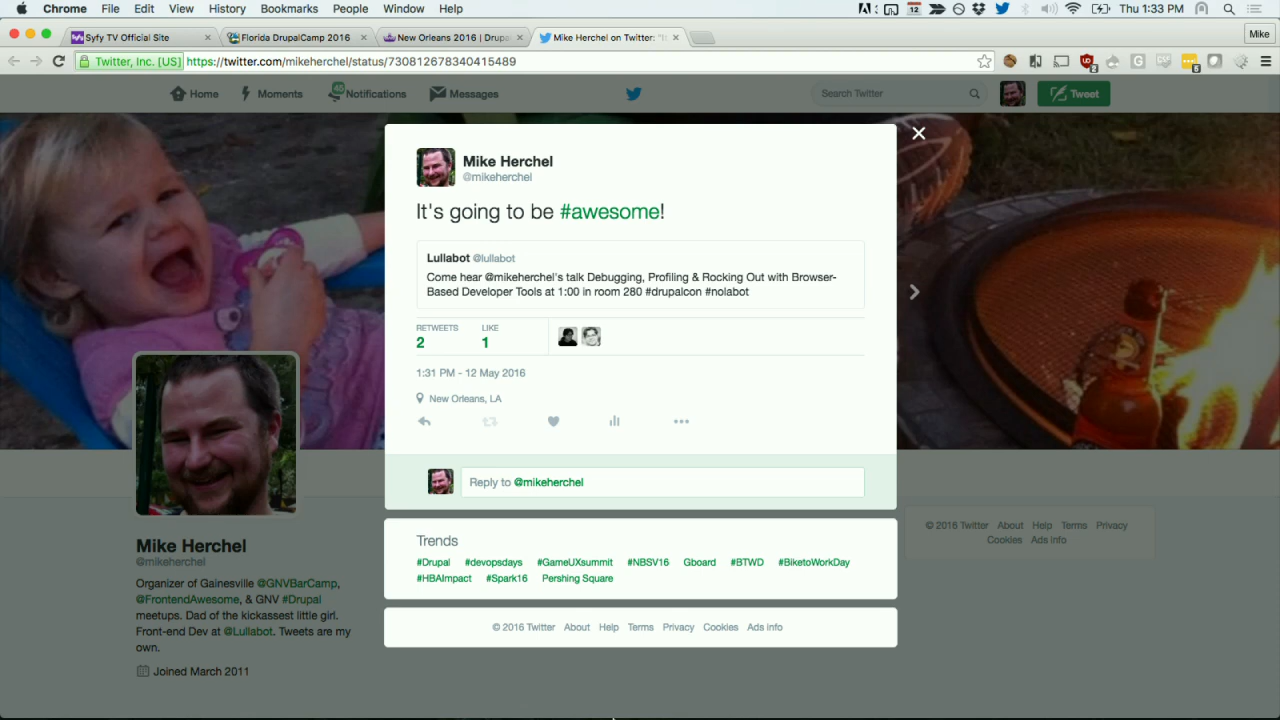 Chrome File Edit View History Bookmarks People Window Help 12 Thu 1:33 PM
Syfy TV Official Site Florida DrupalCamp 2016 New Orleans 2016 | Drupa Mike Herchel on Twitter: "It Mike
Twitter, Inc. [US] https://twitter.com/mikeherchel/status/730812678340415489
Home Moments Notifications Messages Search Twitter Tweet
Mike Herchel
@mikeherchel
It's going to be #awesome!
Lullabot @lullabot
Come hear @mikeherchel's talk Debugging, Profiling & Rocking Out with Browser-
Based Developer Tools at 1:00 in room 280 #drupalcon #nolabot
RETWEETS LIKE
2 1
1:31 PM - 12 May 2016
New Orleans, LA
Reply to @mikeherchel
Trends
#Drupal #devopsdays #GameUXsummit #NBSV16 Gboard #BTWD #BiketoWorkDay
#HBAImpact #Spark16 Pershing Square
© 2016 Twitter About Help Terms Privacy Cookies Ads info
Mike Herchel
@mikeherchel
Organizer of Gainesville @GNVBarCamp,
@FrontendAwesome, & GNV #Drupal
meetups. Dad of the kickassest little girl.
Front-end Dev at @Lullabot. Tweets are my
own.
Joined March 2011
© 2016 Twitter About Help Terms Privacy
Cookies Ads info